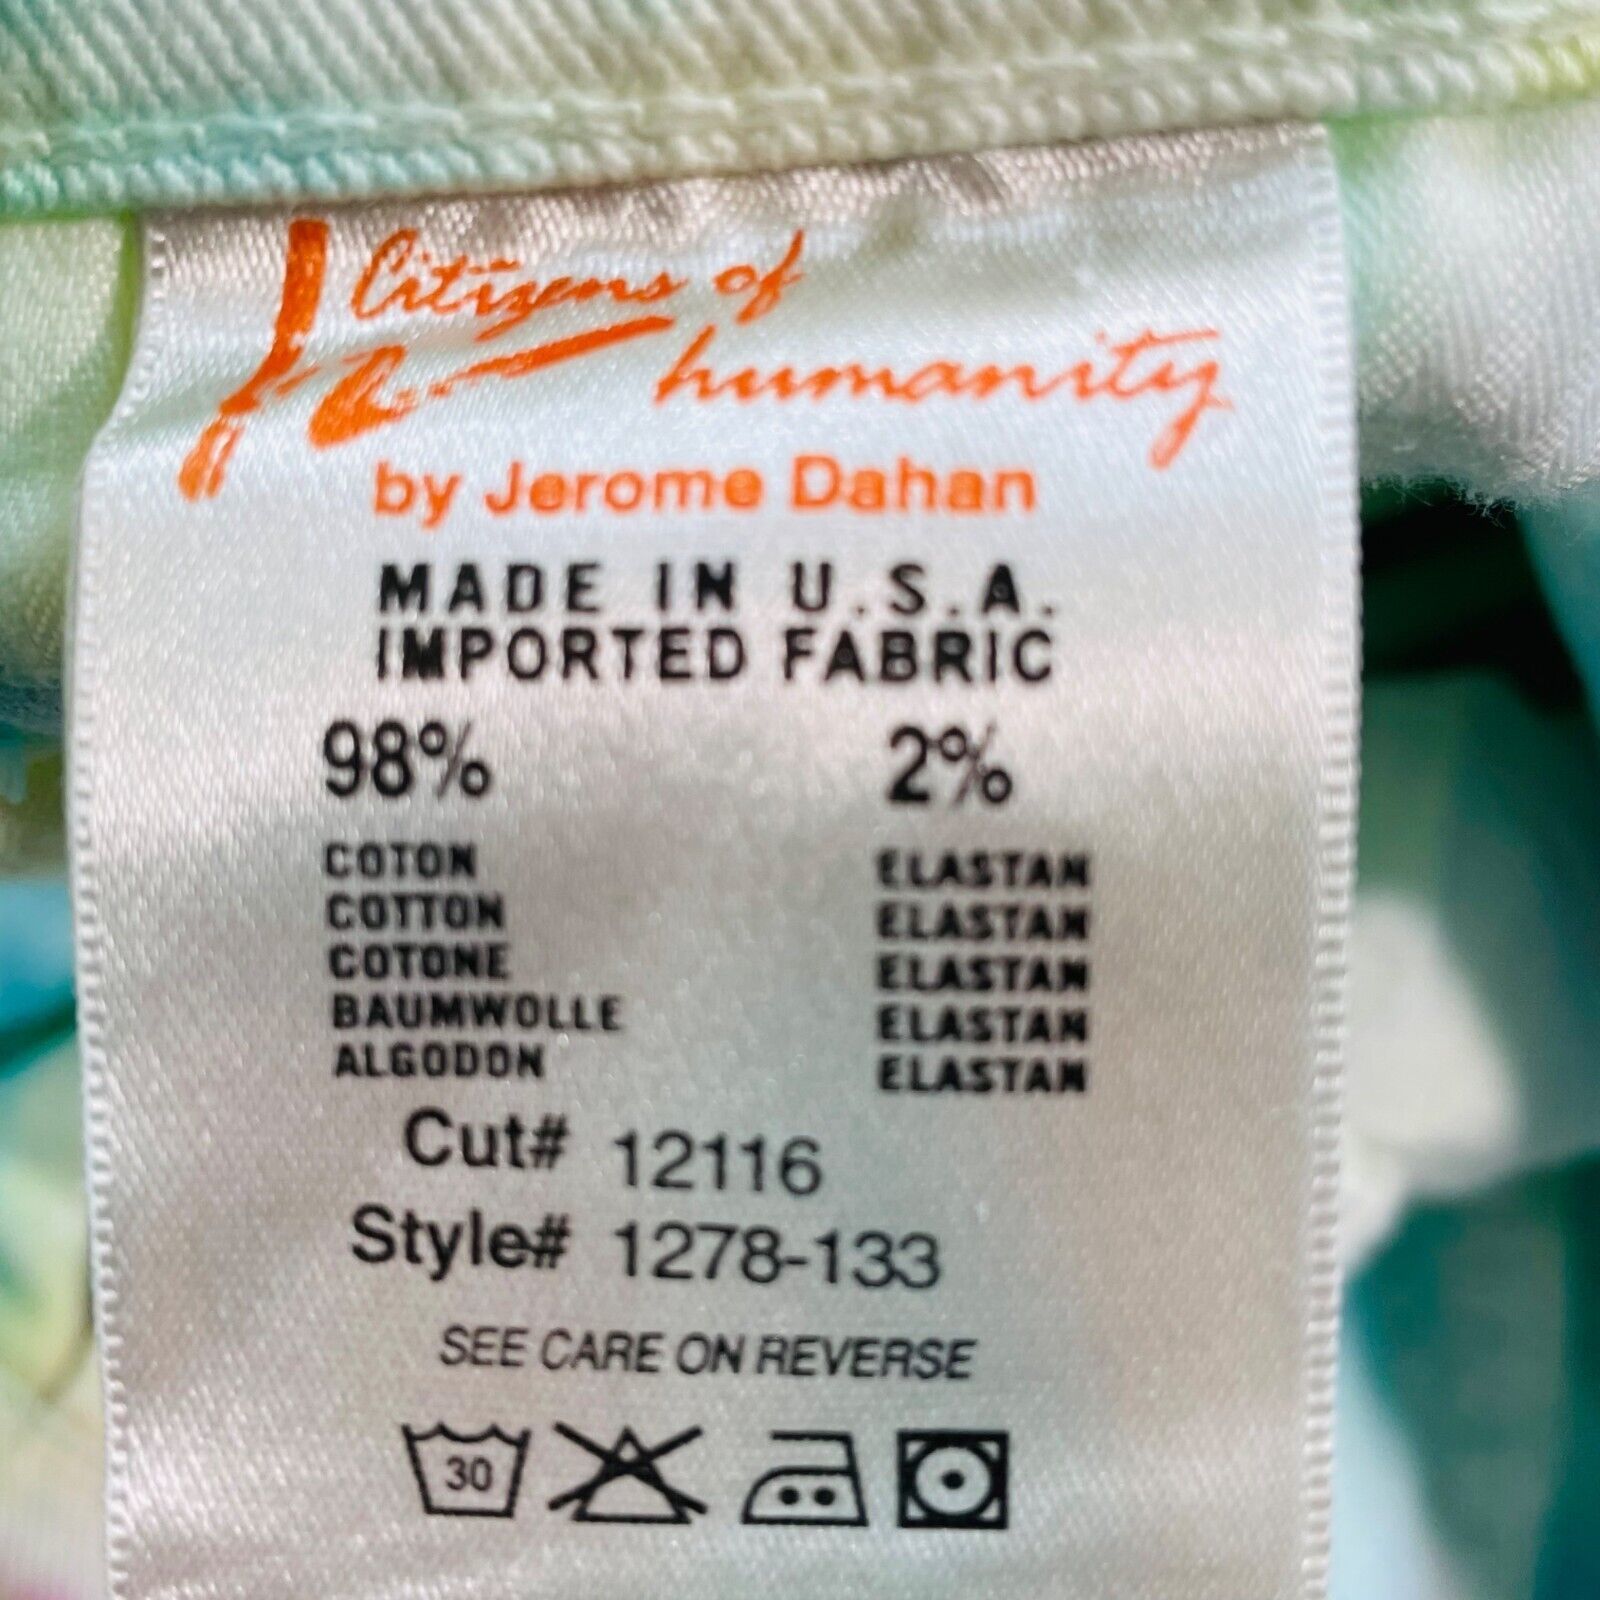 Citizens of
humanity
by Jerome Dahan
MADE IN U.S.A.
IMPORTED FABRIC
98% 2%
COTON ELASTAN
COTTON ELASTAN
COTONE ELASTAN
BAUMWOLLE ELASTAN
ALGODON ELASTAN
Cut# 12116
Style# 1278-133
SEE CARE ON REVERSE
30